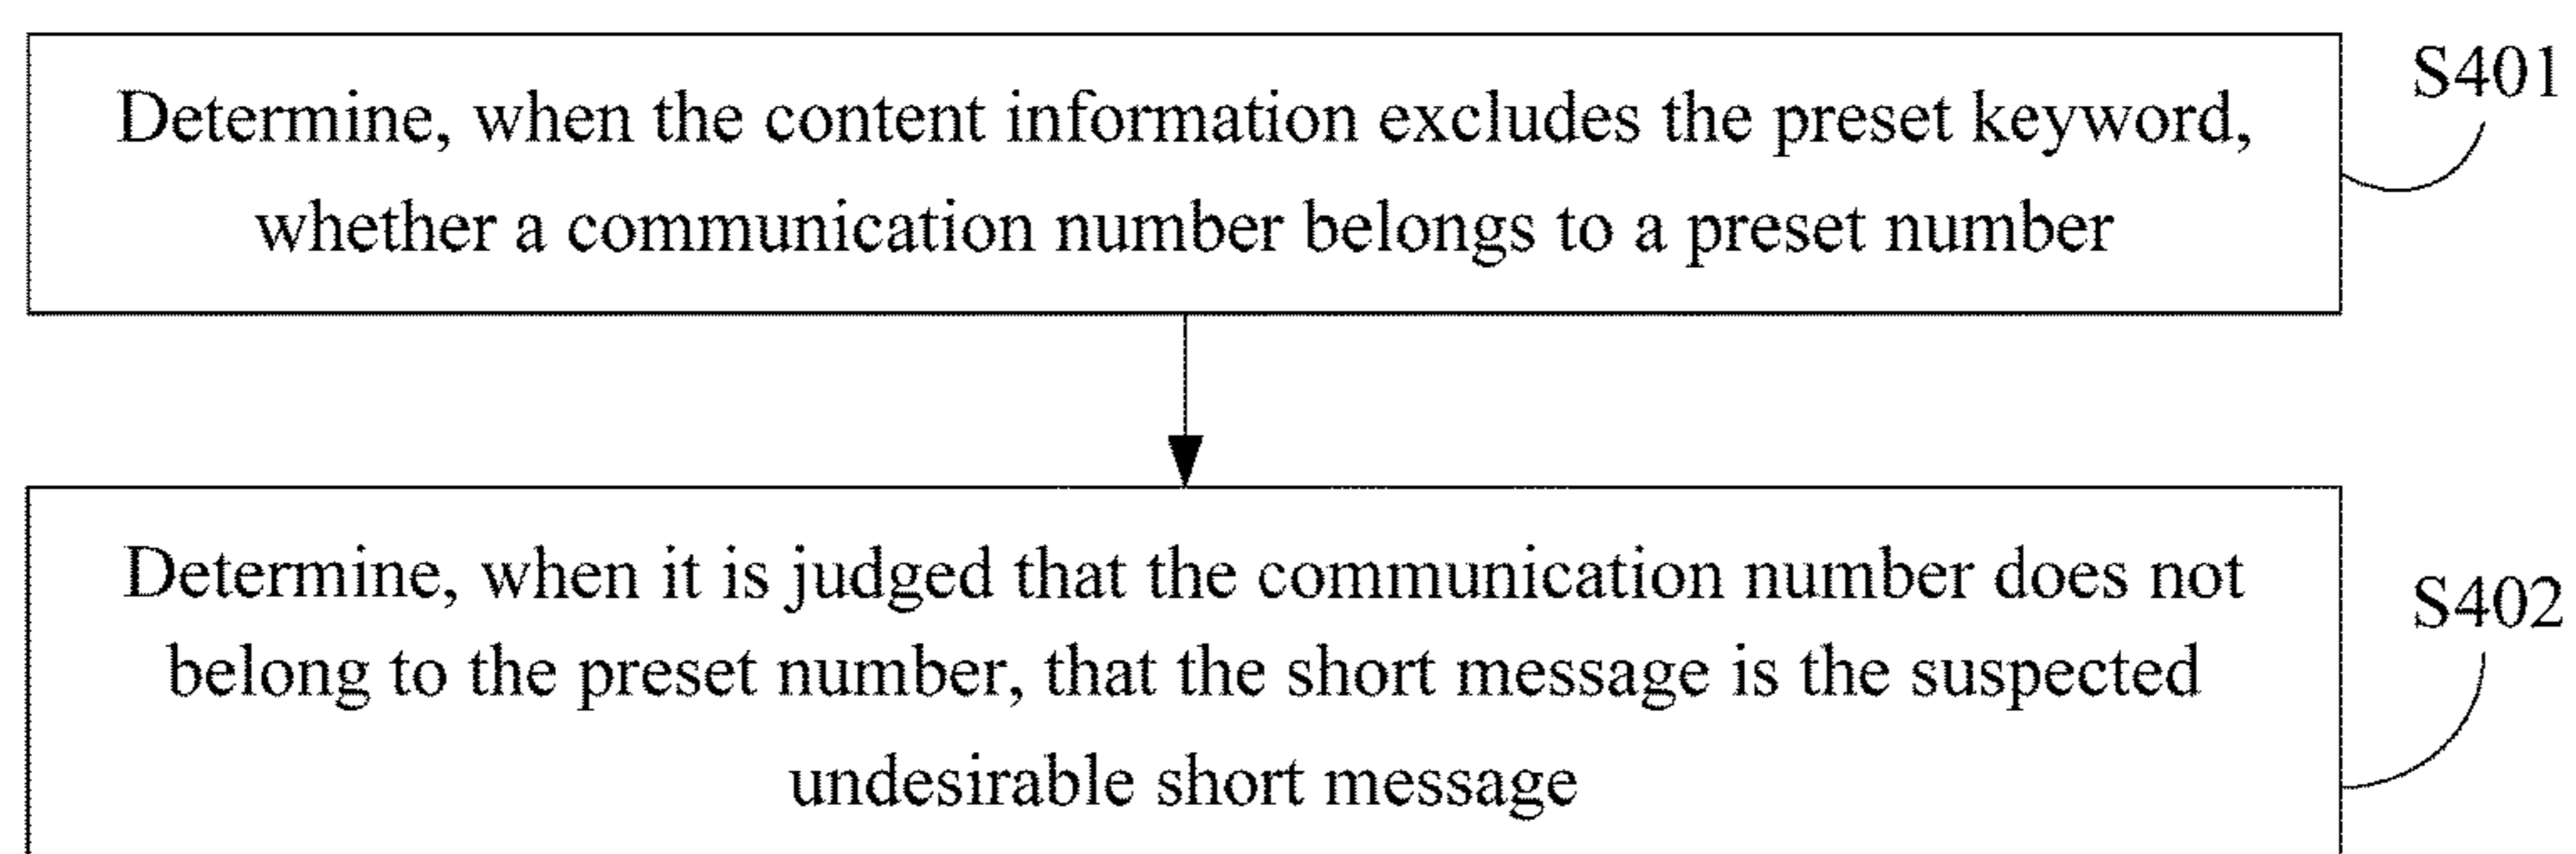 Determine, when the content information excludes the preset keyword,
whether a communication number belongs to a preset number
S401
Determine, when it is judged that the communication number does not
belong to the preset number, that the short message is the suspected
undesirable short message
S402